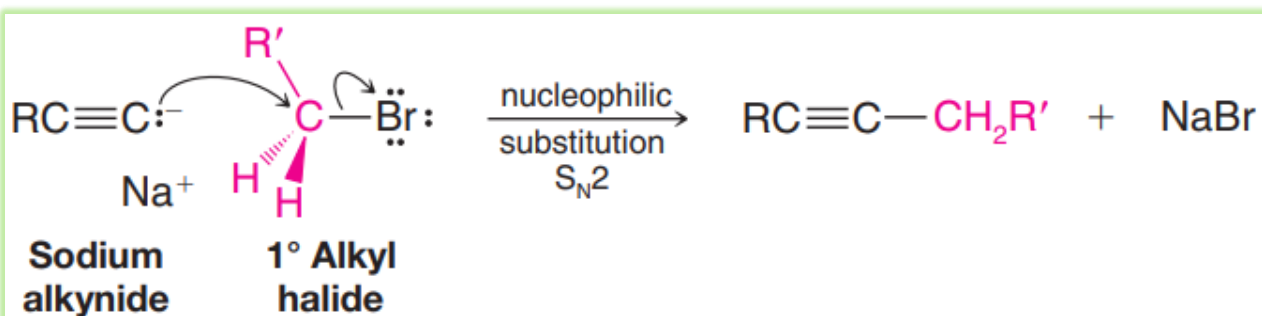 R′
RC≡C:⁻ C—Br: nucleophilic RC≡C—CH₂R′ + NaBr
substitution
Na⁺ H H S_N2
Sodium 1° Alkyl
alkynide halide